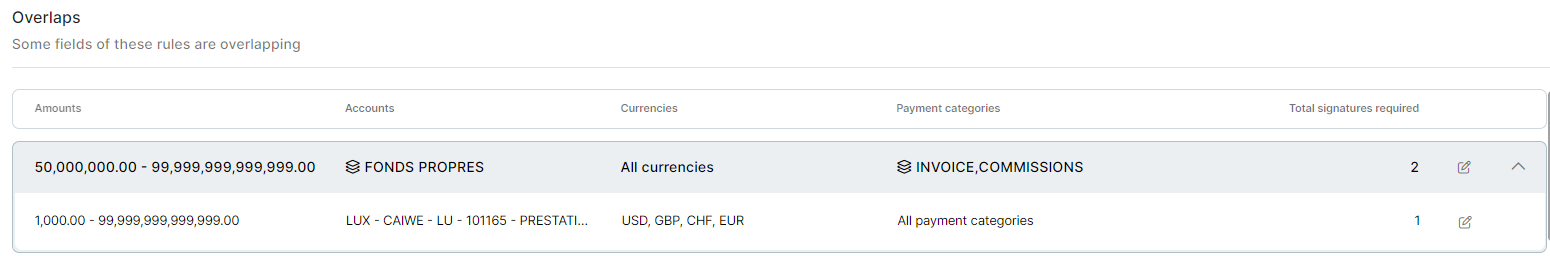 Overlaps
Some fields of these rules are overlapping
Amounts Accounts Currencies Payment categories Total signatures required
50,000,000.00 - 99,999,999,999,999.00 FONDS PROPRES All currencies INVOICE,COMMISSIONS 2
1,000.00 - 99,999,999,999,999.00 LUX - CAIWE - LU - 101165 - PRESTATI... USD, GBP, CHF, EUR All payment categories 1